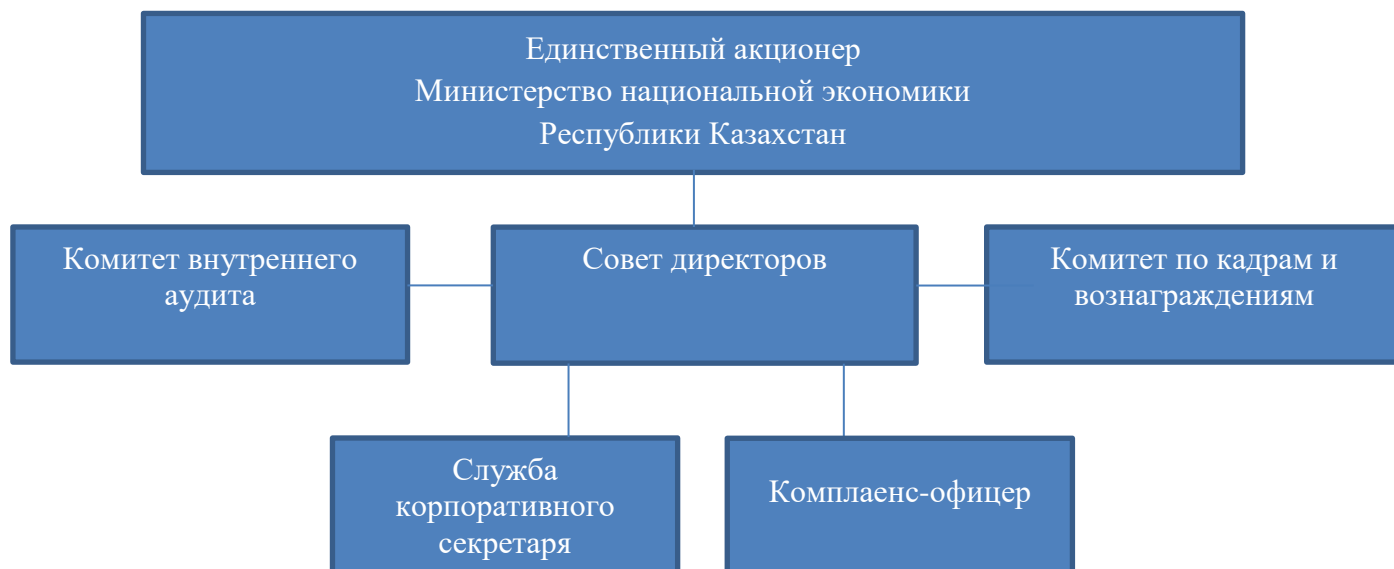 Единственный акционер
Министерство национальной экономики
Республики Казахстан
Комитет внутреннего
аудита
Совет директоров
Комитет по кадрам и
вознаграждениям
Служба
корпоративного
секретаря
Комплаенс-офицер